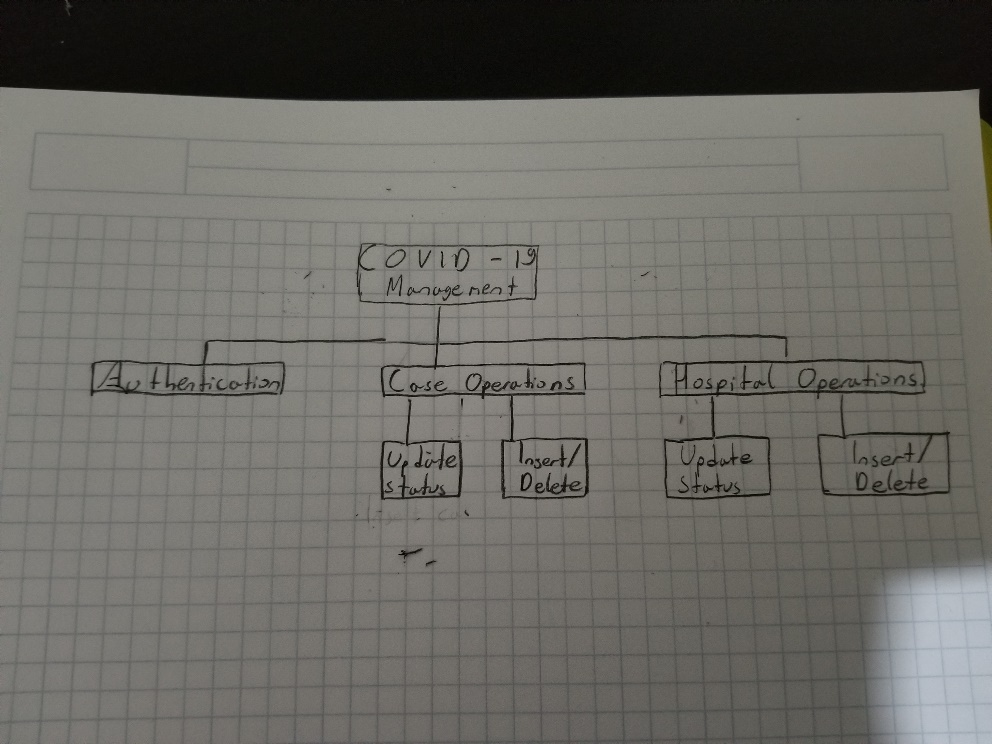 COVID - 19
Management
Authentication
Case Operations
Hospital Operations
Update
Status
Insert/
Delete
Update
Status
Insert/
Delete